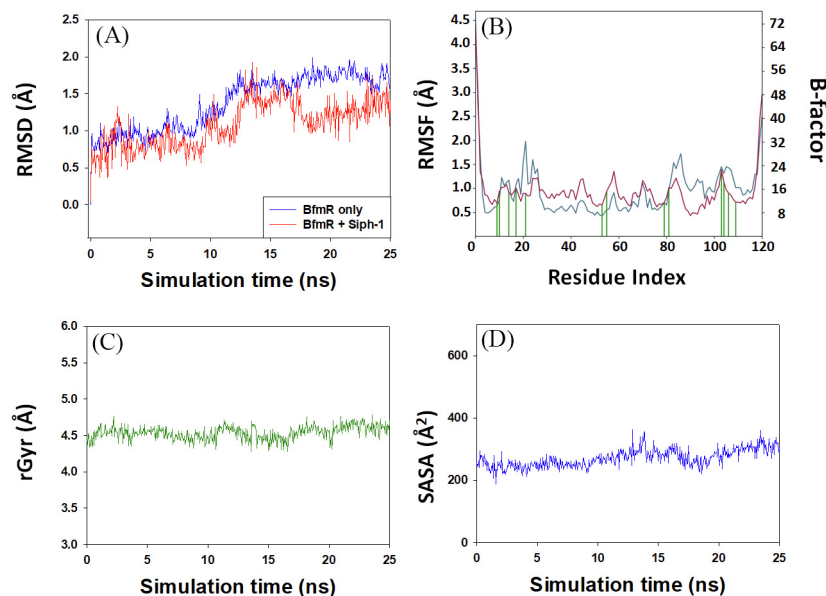 (A)
RMSD (Å)
2.5
2.0
1.5
1.0
0.5
0.0
BfmR only
BfmR + Siph-1
0 5 10 15 20 25
Simulation time (ns)
(B)
RMSF (Å)
4.5
4.0
3.5
3.0
2.5
2.0
1.5
1.0
0.5
72
64
56
48
40
32
24
16
8
B-factor
0 20 40 60 80 100 120
Residue Index
(C)
rGyr (Å)
6.0
5.5
5.0
4.5
4.0
3.5
3.0
0 5 10 15 20 25
Simulation time (ns)
(D)
SASA (Å²)
600
400
200
0
0 5 10 15 20 25
Simulation time (ns)